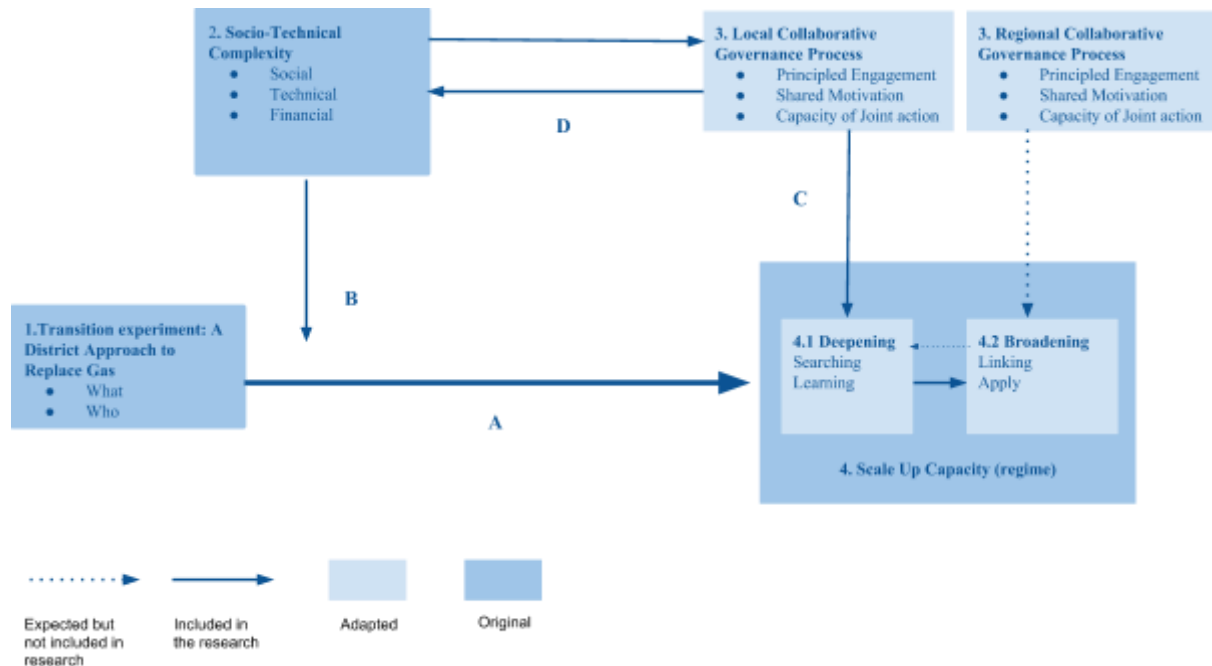 2. Socio-Technical
Complexity
● Social
● Technical
● Financial
3. Local Collaborative
Governance Process
● Principled Engagement
● Shared Motivation
● Capacity of Joint action
3. Regional Collaborative
Governance Process
● Principled Engagement
● Shared Motivation
● Capacity of Joint action
D
C
B
1.Transition experiment: A
District Approach to
Replace Gas
● What
● Who
A
4.1 Deepening
Searching
Learning
4.2 Broadening
Linking
Apply
4. Scale Up Capacity (regime)
Expected but
not included in
research
Included in
the research
Adapted
Original